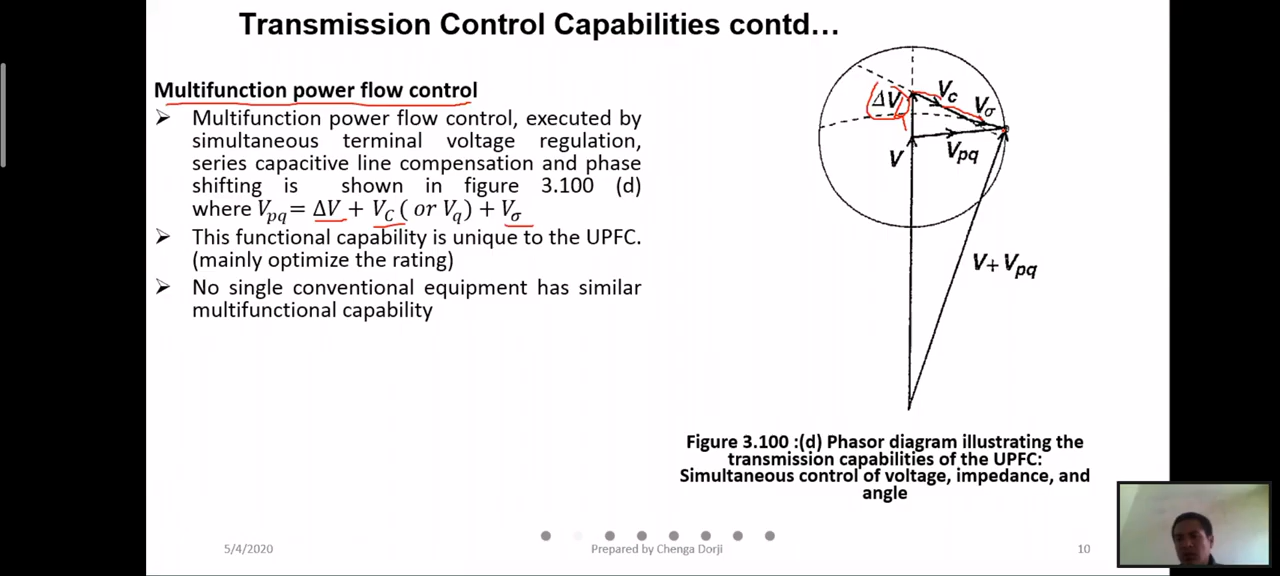 Transmission Control Capabilities contd...
Multifunction power flow control
➢ Multifunction power flow control, executed by
simultaneous terminal voltage regulation,
series capacitive line compensation and phase
shifting is shown in figure 3.100 (d)
where V_pq = ΔV + V_C ( or V_q) + V_σ
➢ This functional capability is unique to the UPFC.
(mainly optimize the rating)
➢ No single conventional equipment has similar
multifunctional capability
ΔV
V_c
V_σ
V
V_pq
V+ V_pq
Figure 3.100 :(d) Phasor diagram illustrating the
transmission capabilities of the UPFC:
Simultaneous control of voltage, impedance, and
angle
5/4/2020
Prepared by Chenga Dorji
10